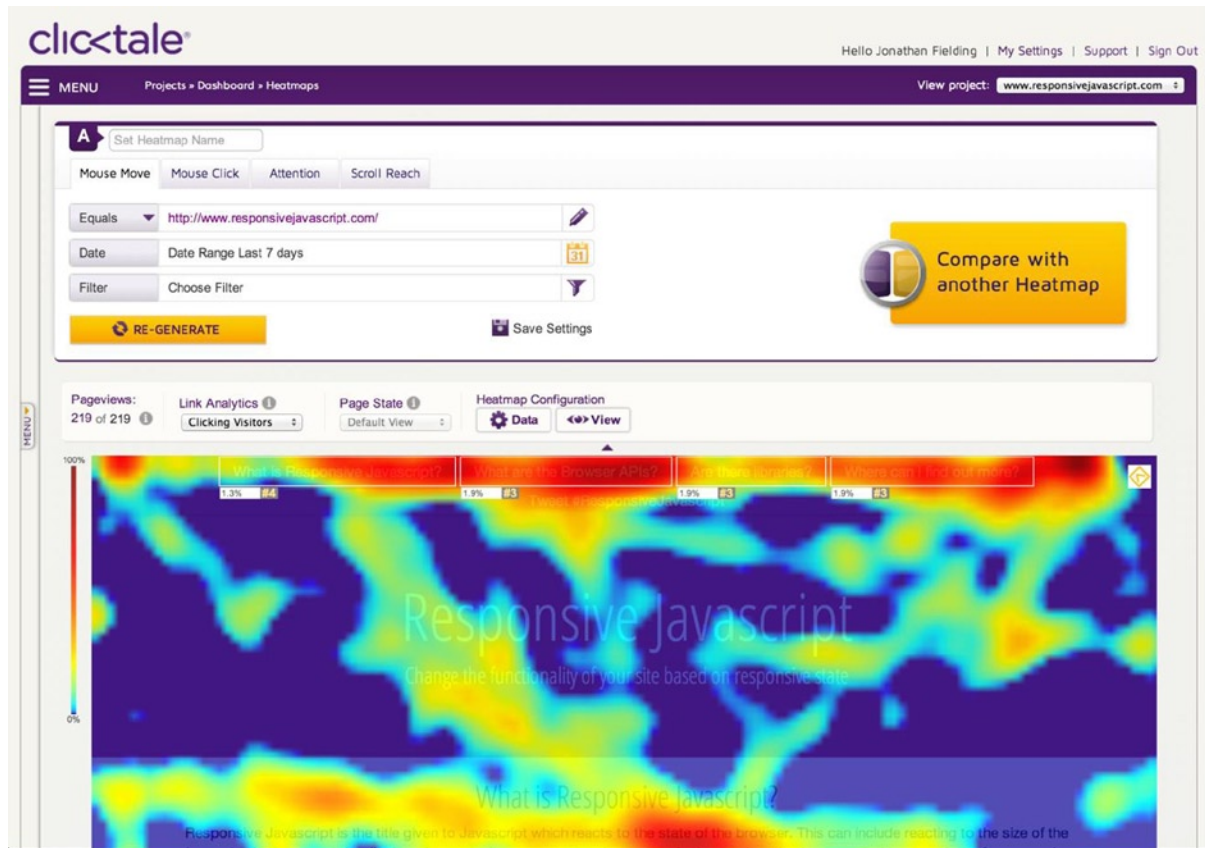 clicktale®
Hello Jonathan Fielding | My Settings | Support | Sign Out
MENU Projects » Dashboard » Heatmaps View project: www.responsivejavascript.com
A Set Heatmap Name
Mouse Move Mouse Click Attention Scroll Reach
Equals http://www.responsivejavascript.com/
Date Date Range Last 7 days 31
Filter Choose Filter
Compare with
another Heatmap
RE-GENERATE Save Settings
Pageviews: Link Analytics Page State Heatmap Configuration
219 of 219 Clicking Visitors Default View Data View
MENU
100%
What is Responsive Javascript? What are the Browser APIs? Are there libraries? Where can I find out more?
1.3% #4 1.9% #3 1.9% #3 1.9% #3
Tweet #ResponsiveJavascript
Responsive Javascript
Change the functionality of your site based on responsive state
0%
What is Responsive Javascript?
Responsive Javascript is the title given to Javascript which reacts to the state of the browser. This can include reacting to the size of the